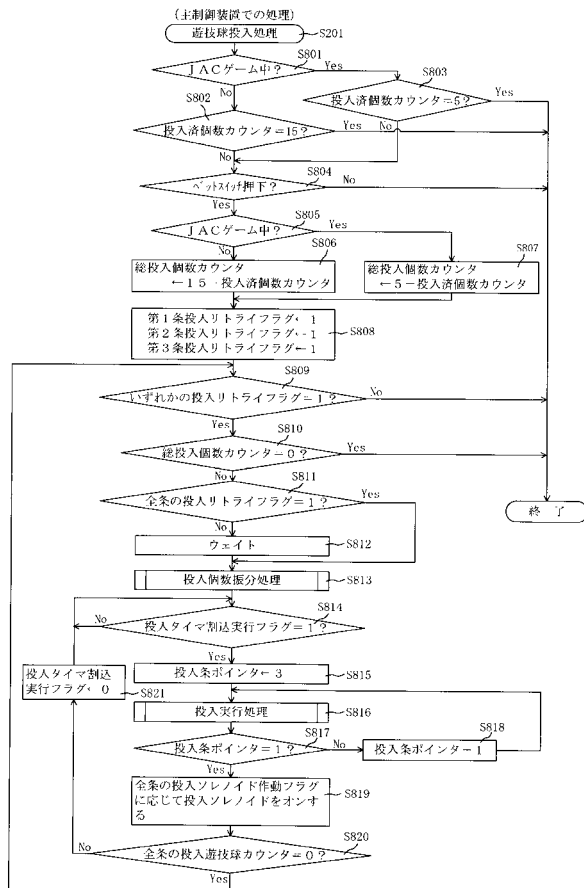 (主制御装置での処理)
遊技球投入処理
S201
S801
JACゲーム中?
Yes
No
S803
投入済個数カウンタ=5?
Yes
No
S802
投入済個数カウンタ=15?
Yes
No
S804
ベットスイッチ押下?
No
Yes
S805
JACゲーム中?
Yes
No
S806
総投入個数カウンタ
←15-投入済個数カウンタ
S807
総投入個数カウンタ
←5-投入済個数カウンタ
第1条投入リトライフラグ←1
第2条投入リトライフラグ←1
第3条投入リトライフラグ←1
S808
S809
いずれかの投入リトライフラグ=1?
No
Yes
S810
総投入個数カウンタ=0?
Yes
No
S811
全条の投入リトライフラグ=1?
Yes
No
終 了
ウェイト
S812
投入個数振分処理
S813
S814
No
投入タイマ割込実行フラグ=1?
Yes
投入条ポインタ←3
S815
投入タイマ割込
実行フラグ←0
S821
投入実行処理
S816
S817
投入条ポインタ=1?
No
Yes
S818
投入条ポインタ-1
全条の投入ソレノイド作動フラグ
に応じて投入ソレノイドをオンす
る
S819
S820
No
全条の投入遊技球カウンタ=0?
Yes